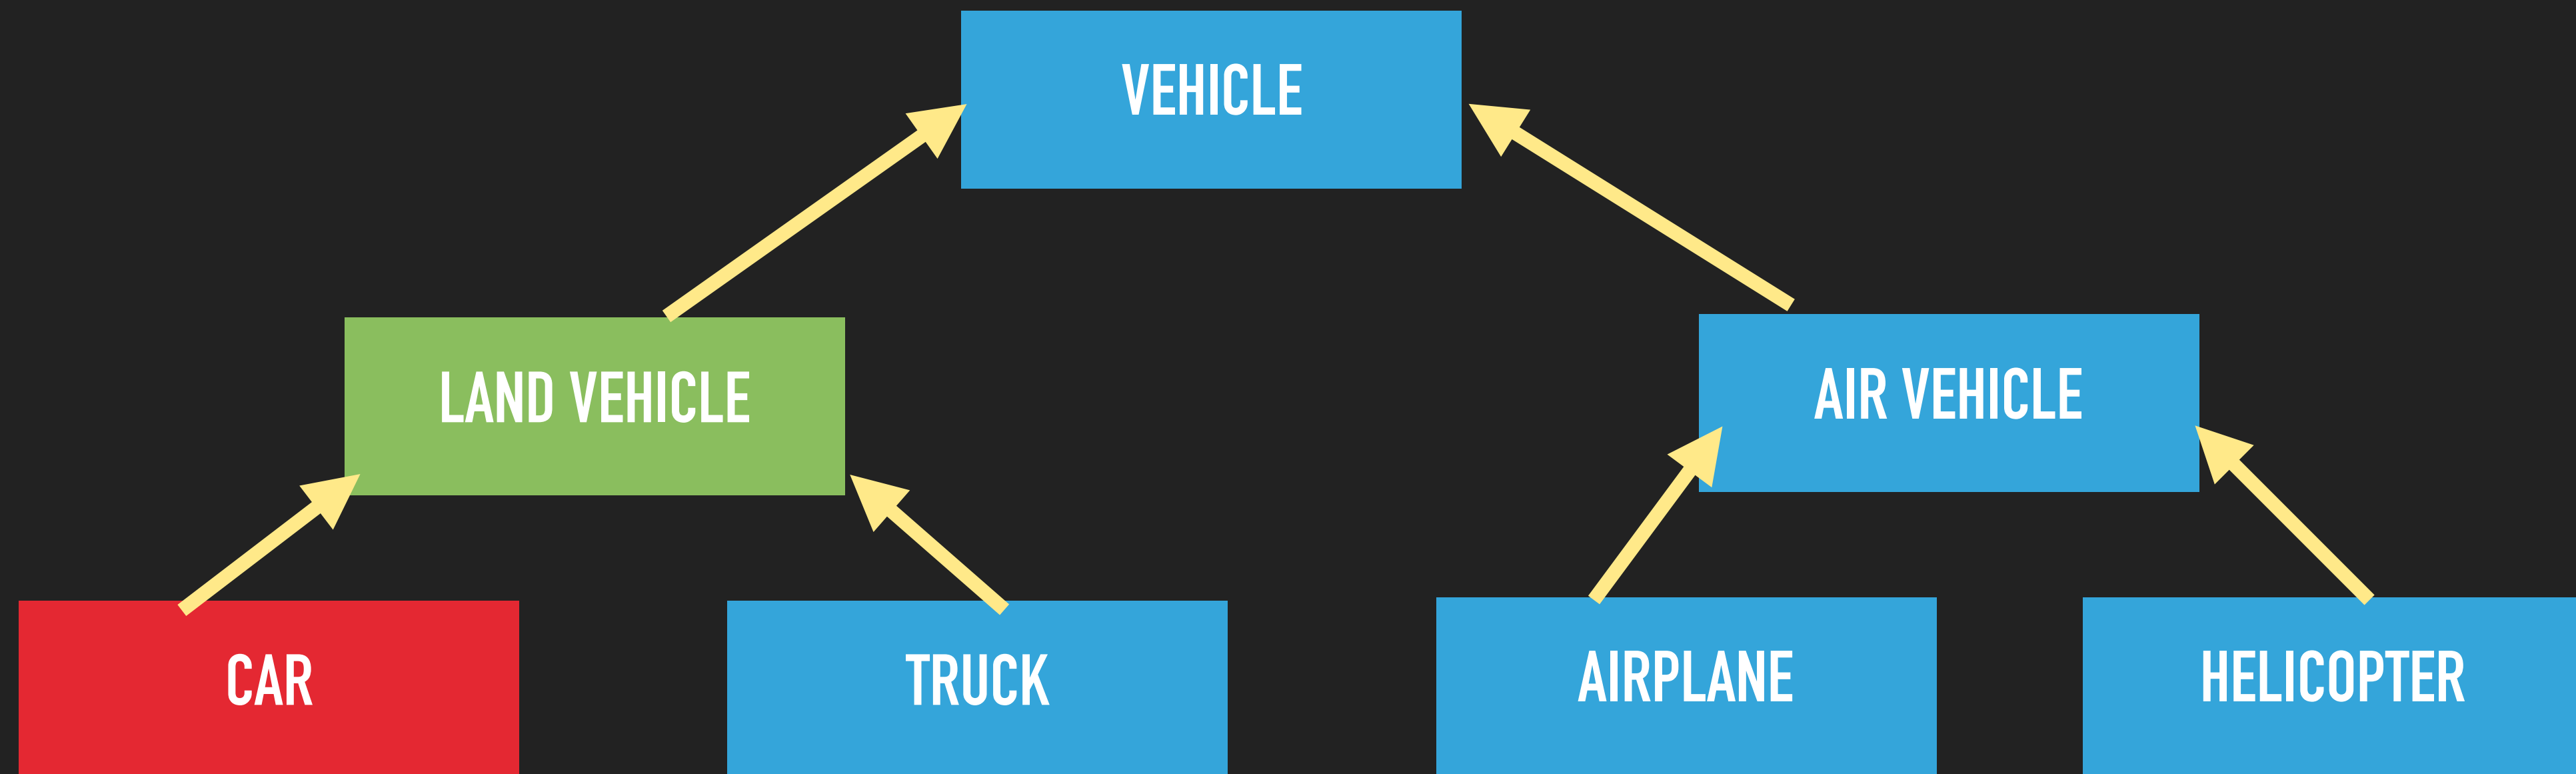 VEHICLE
LAND VEHICLE
AIR VEHICLE
CAR
TRUCK
AIRPLANE
HELICOPTER